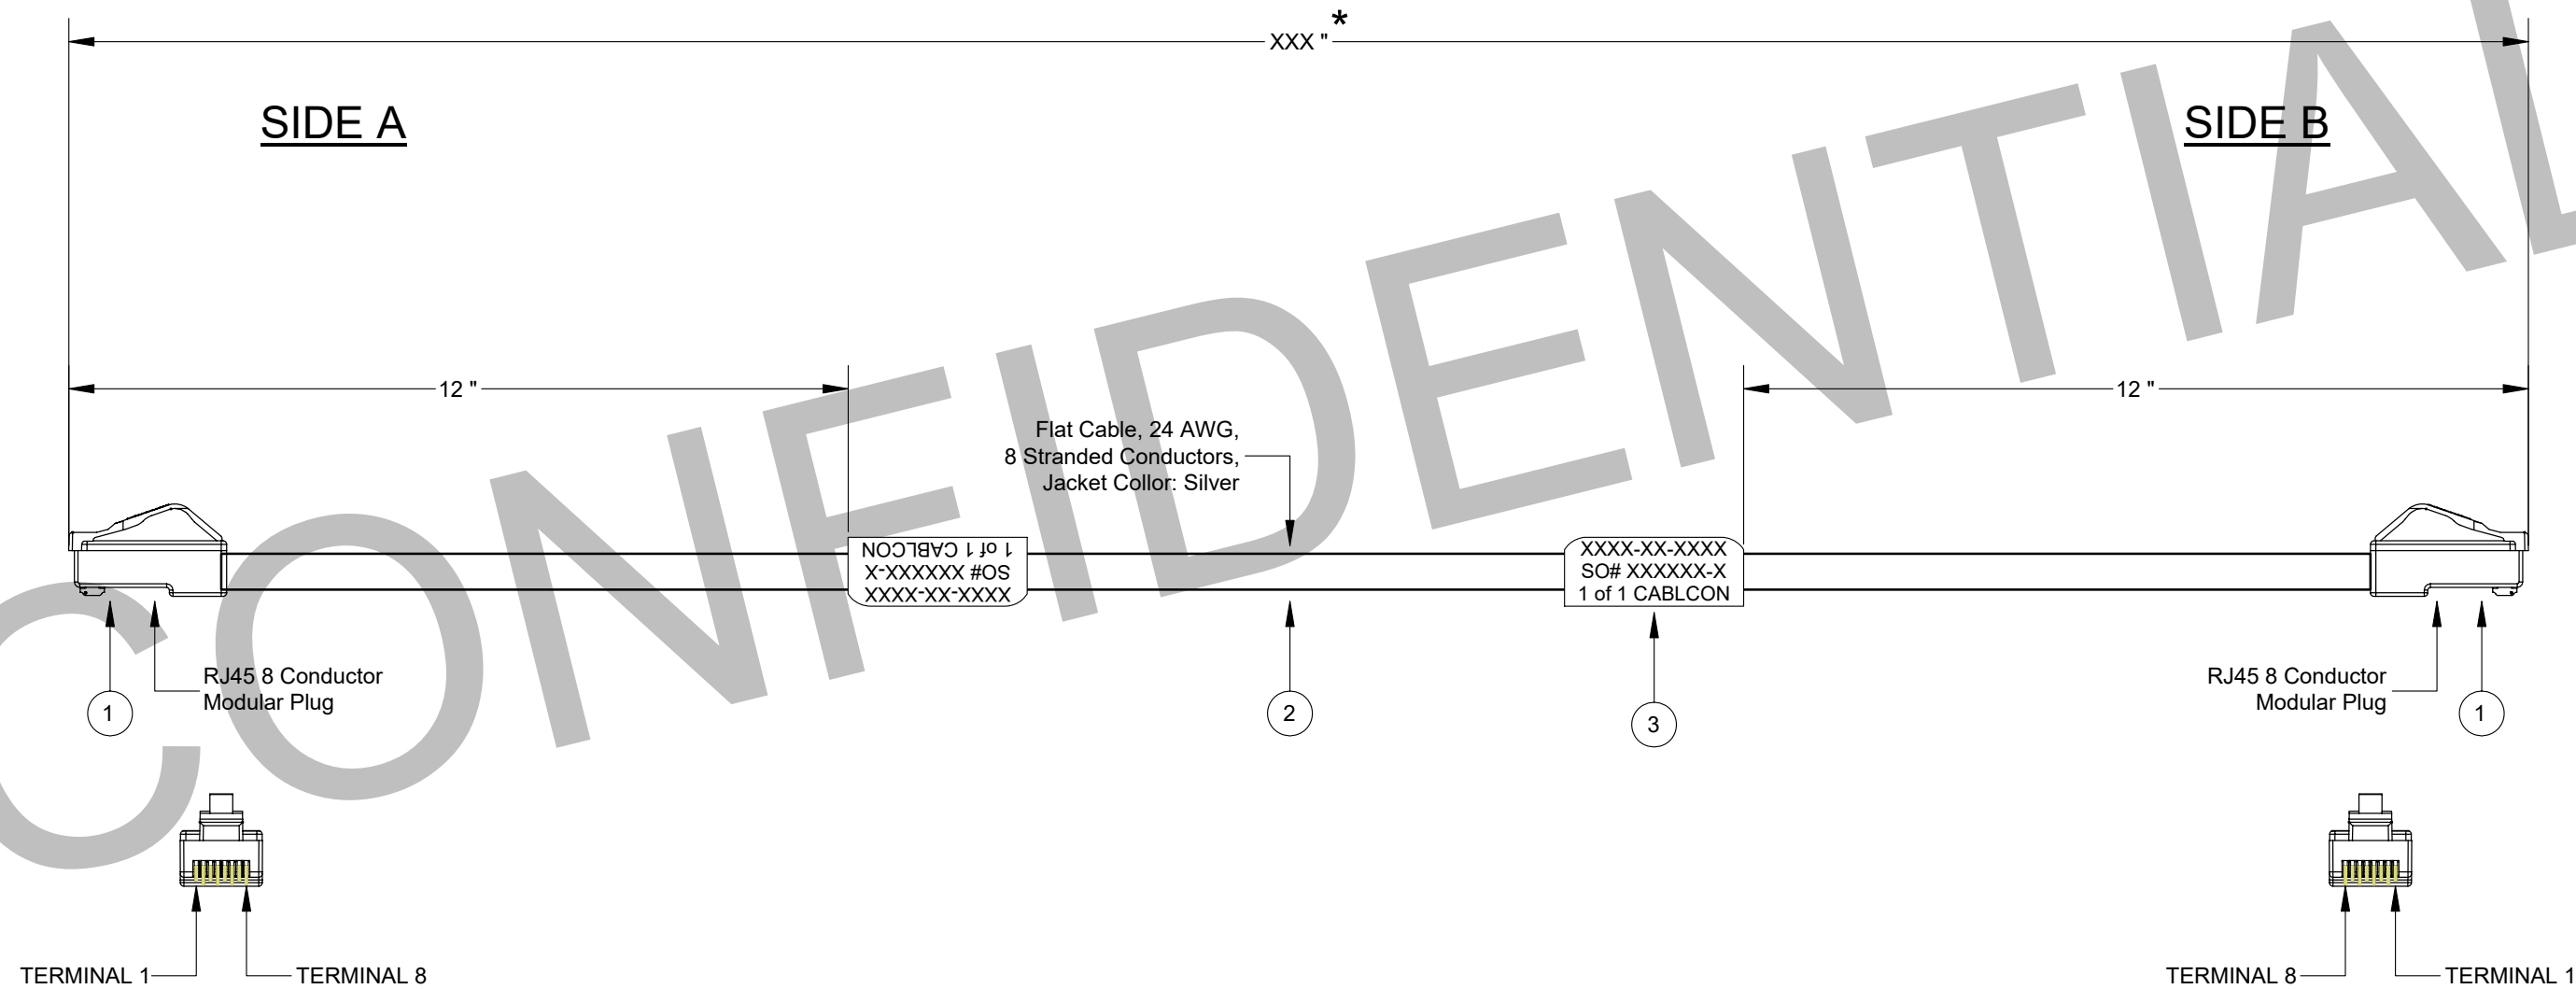 XXX "*
SIDE A
SIDE B
12 "
12 "
Flat Cable, 24 AWG,
8 Stranded Conductors,
Jacket Collor: Silver
XXXX-XX-XXXX
SO# XXXXXX-X
1 of 1 CABLCON
XXXX-XX-XXXX
SO# XXXXXX-X
1 of 1 CABLCON
RJ45 8 Conductor
Modular Plug
1
2
3
RJ45 8 Conductor
Modular Plug
1
TERMINAL 1
TERMINAL 8
TERMINAL 8
TERMINAL 1
CONFIDENTIAL